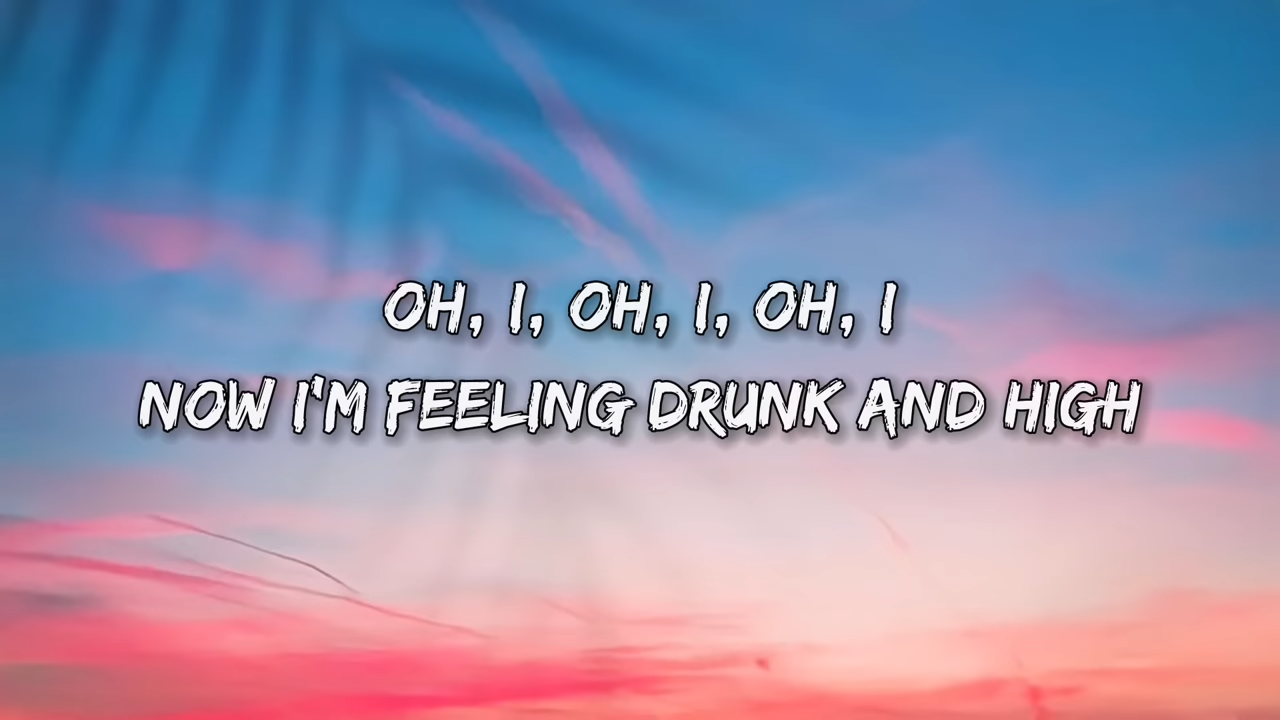 OH, I, OH, I, OH, I
NOW I'M FEELING DRUNK AND HIGH